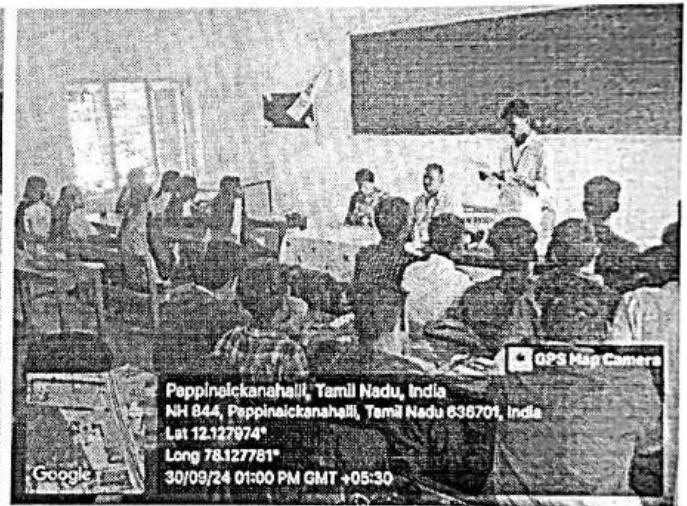 GPS Map Camera
Pappinaickanahalli, Tamil Nadu, India
NH 844, Pappinaickanahalli, Tamil Nadu 636701, India
Lat 12.127974°
Long 78.127781°
30/09/24 01:00 PM GMT +05:30
Google